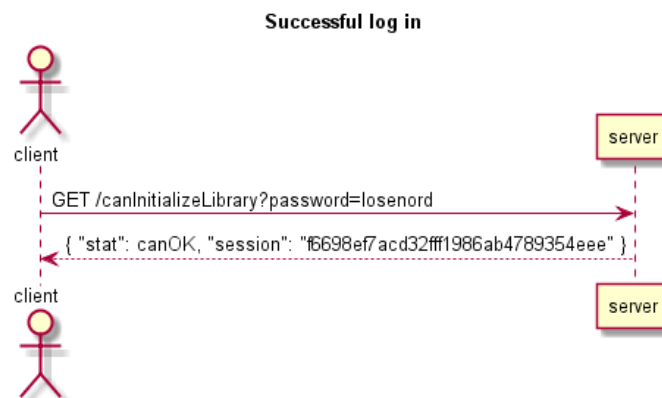 Successful log in
client
server
GET /canInitializeLibrary?password=losenord
{ "stat": canOK, "session": "f6698ef7acd32fff1986ab4789354eee" }
client
server